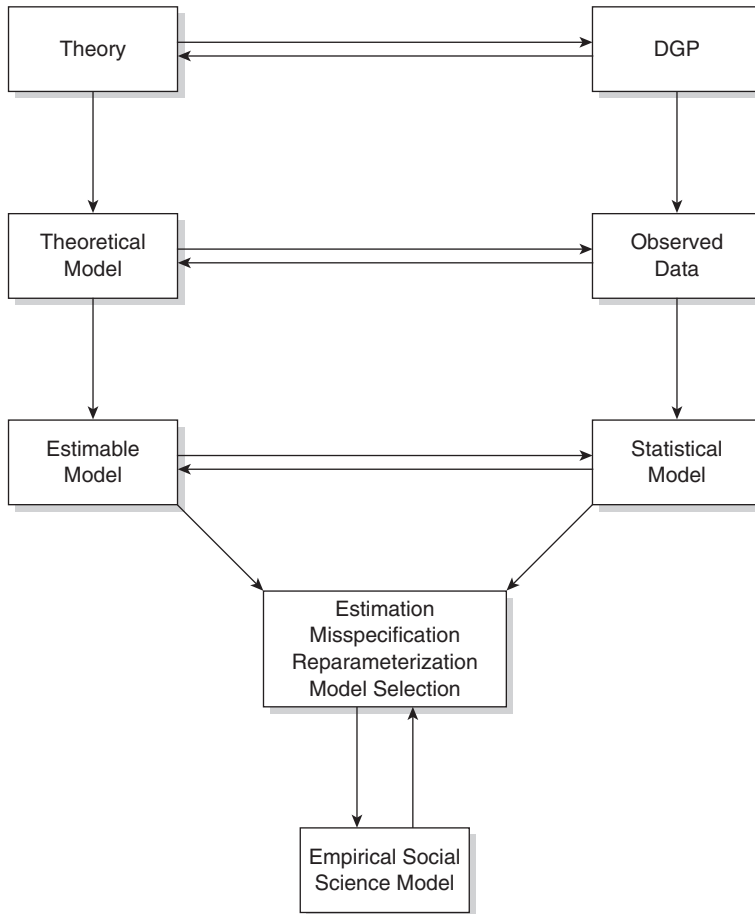 Theory
DGP
Theoretical
Model
Observed
Data
Estimable
Model
Statistical
Model
Estimation
Misspecification
Reparameterization
Model Selection
Empirical Social
Science Model